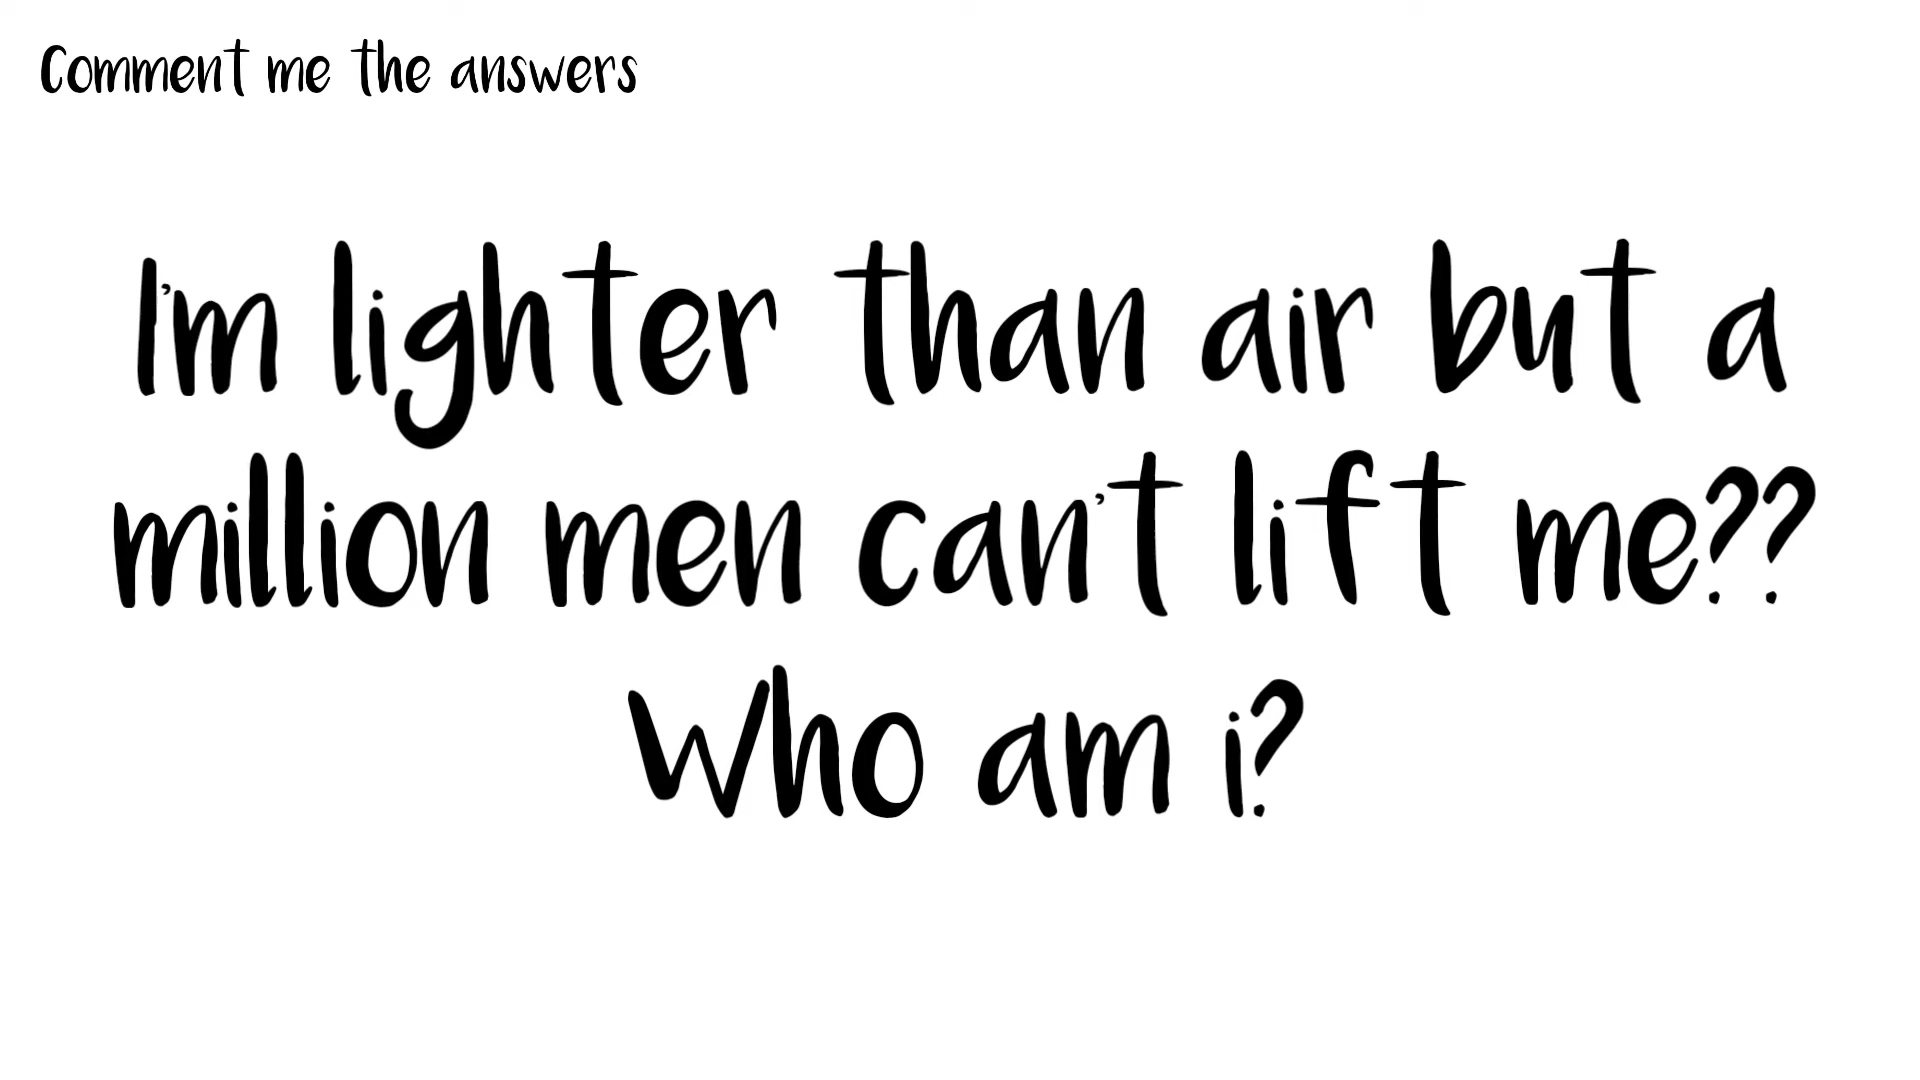 Comment me the answers
I'm lighter than air but a
million men can't lift me??
Who am i?